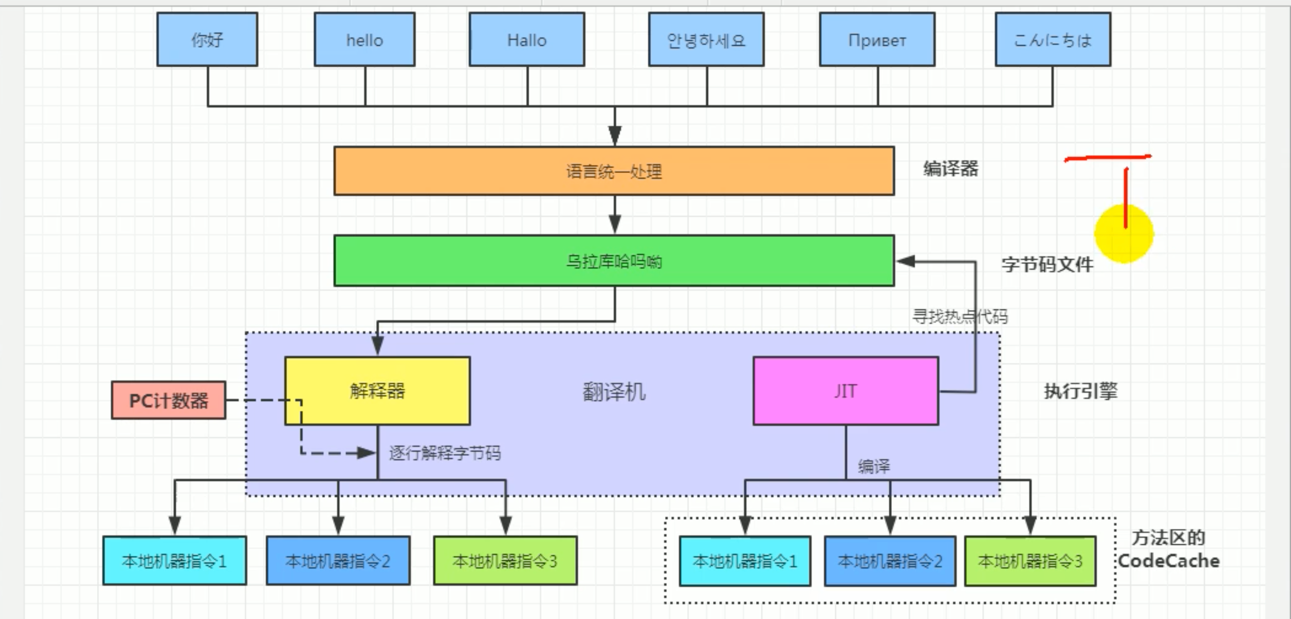 你好
hello
Hallo
안녕하세요
Привет
こんにちは
语言统一处理
编译器
乌拉库哈吗呦
字节码文件
寻找热点代码
解释器
翻译机
JIT
执行引擎
PC计数器
逐行解释字节码
编译
本地机器指令1
本地机器指令2
本地机器指令3
本地机器指令1
本地机器指令2
本地机器指令3
方法区的
CodeCache